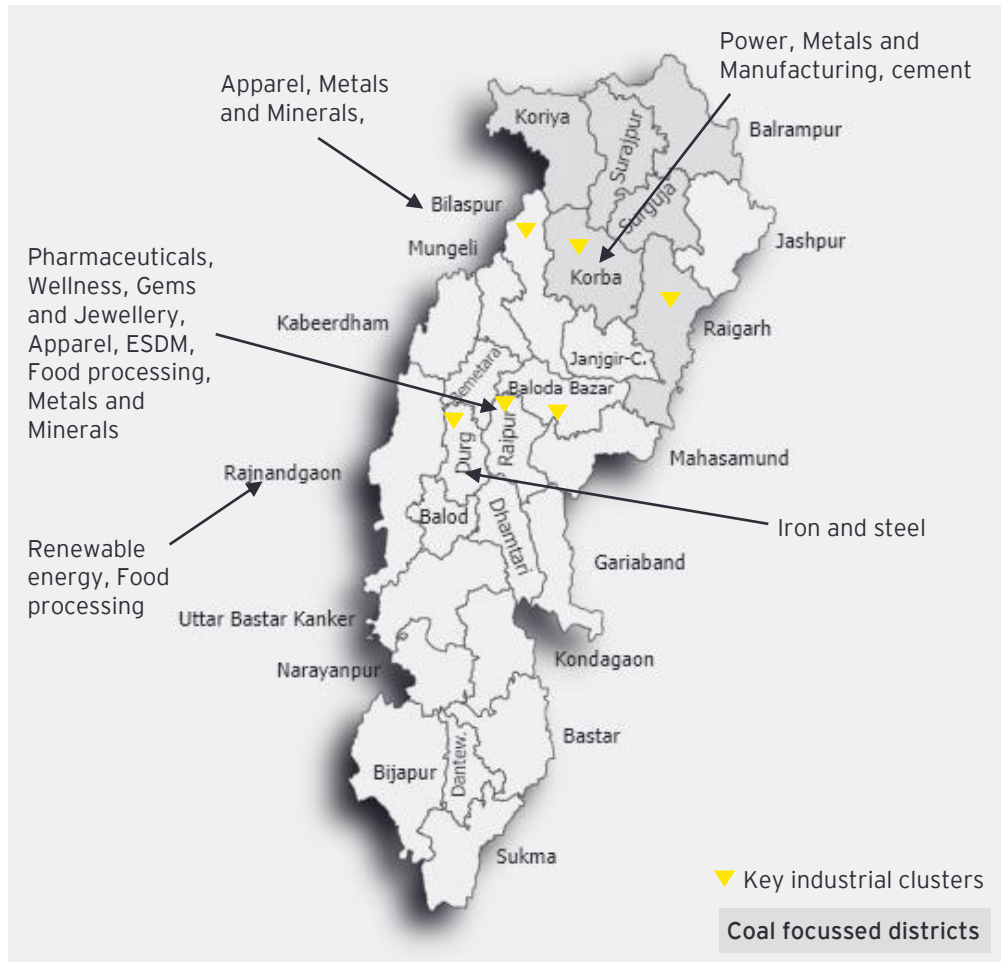 Power, Metals and
Manufacturing, cement
Apparel, Metals
and Minerals,
Koriya
Surajpur
Balrampur
Surguja
Bilaspur
Jashpur
Mungeli
Korba
Pharmaceuticals,
Wellness, Gems
and Jewellery,
Apparel, ESDM,
Food processing,
Metals and
Minerals
Kabeerdham
Raigarh
Janjgir-C.
Bemetara
Baloda Bazar
Durg
Raipur
Mahasamund
Rajnandgaon
Balod
Dhamtari
Iron and steel
Renewable
energy, Food
processing
Gariaband
Uttar Bastar Kanker
Narayanpur
Kondagaon
Bastar
Bijapur
Dantew.
Sukma
Key industrial clusters
Coal focussed districts